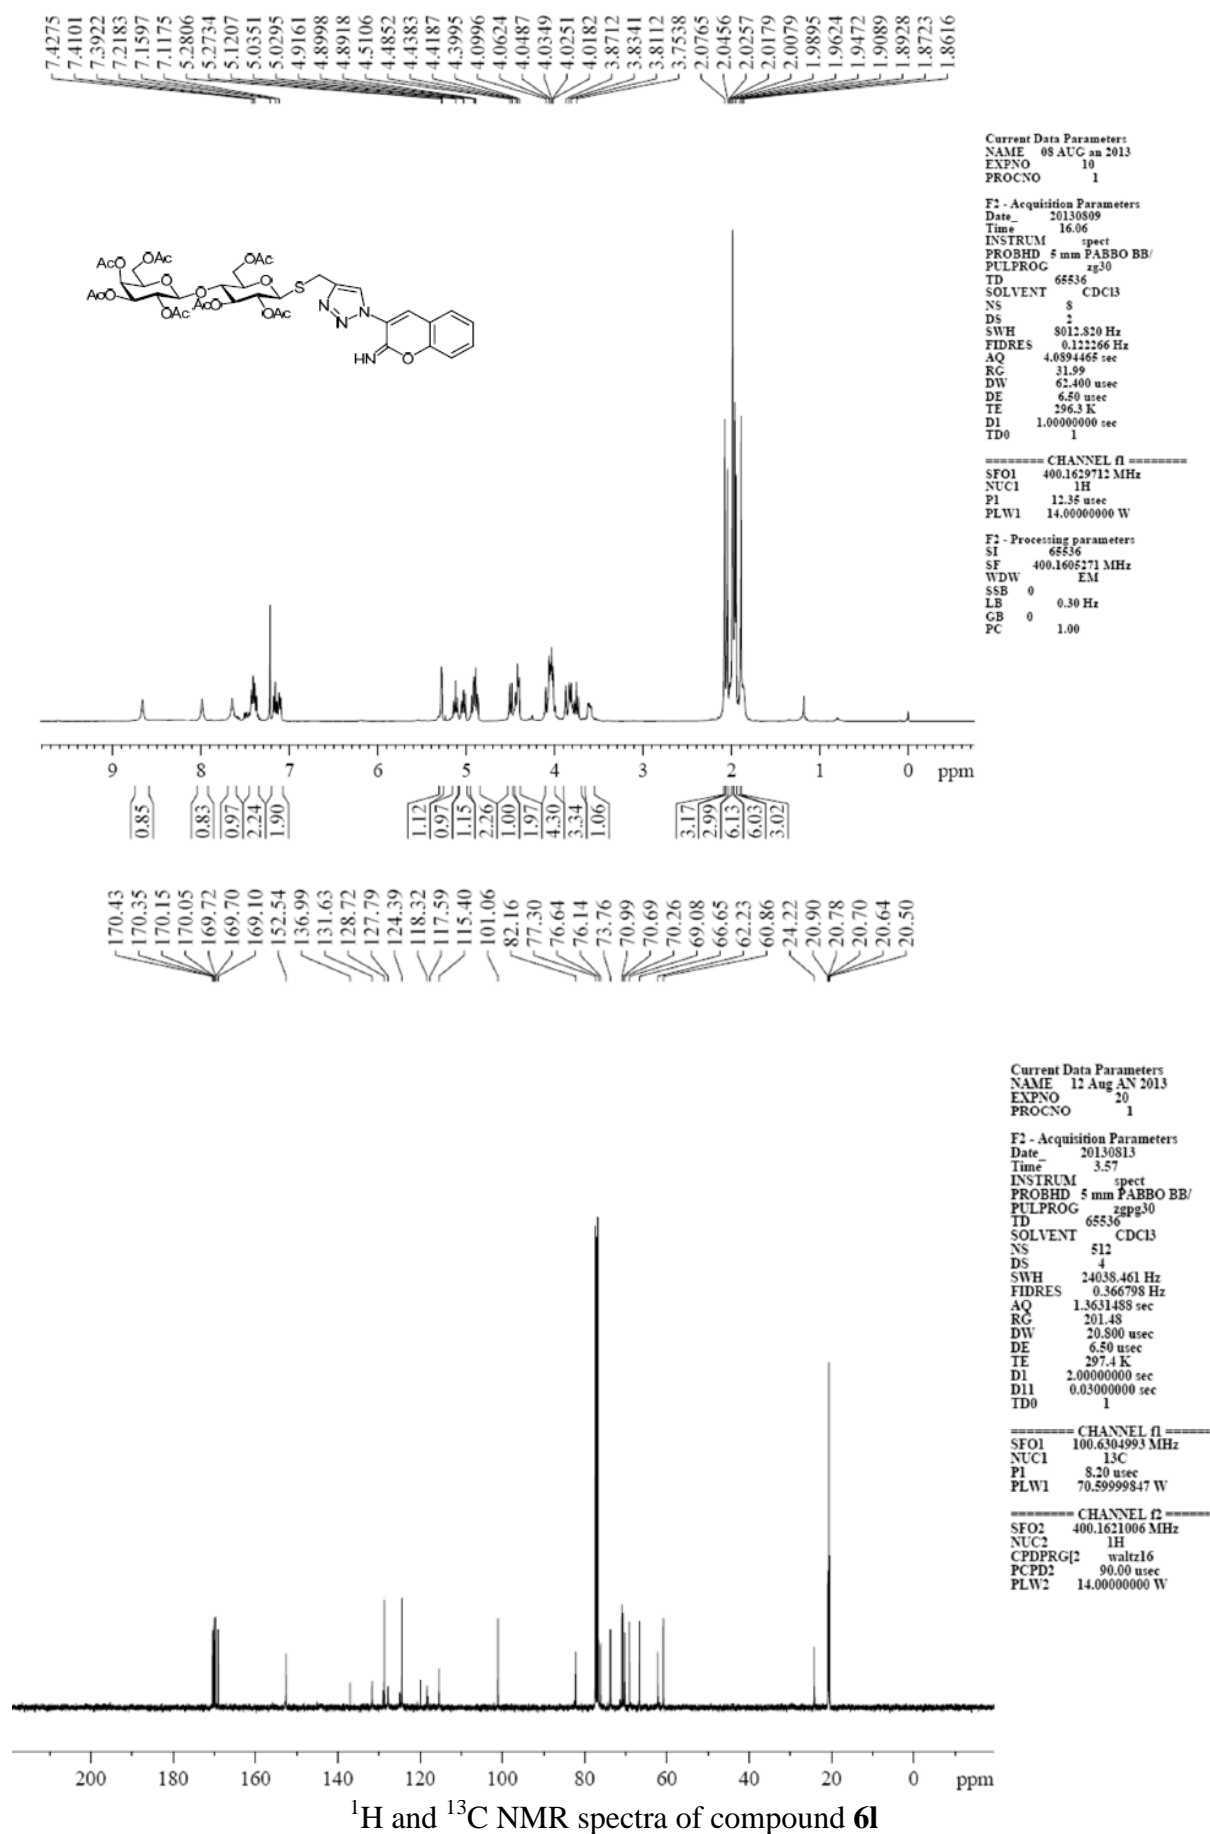 7.4275
7.4101
7.3922
7.2183
7.1597
7.1175
5.2806
5.2734
5.1207
5.0351
5.0295
4.9161
4.8998
4.8918
4.5106
4.4852
4.4383
4.4187
4.3995
4.0996
4.0624
4.0487
4.0349
4.0251
4.0182
3.8712
3.8341
3.8112
3.7538
2.0765
2.0456
2.0257
2.0179
2.0079
1.9895
1.9624
1.9472
1.9089
1.8928
1.8723
1.8616
Current Data Parameters
NAME 08 AUG an 2013
EXPNO 10
PROCNO 1
F2 - Acquisition Parameters
Date_ 20130809
Time 16.06
INSTRUM spect
PROBHD 5 mm PABBO BB/
PULPROG zg30
TD 65536
SOLVENT CDCl3
NS 8
DS 2
SWH 8012.820 Hz
FIDRES 0.122266 Hz
AQ 4.0894465 sec
RG 31.99
DW 62.400 usec
DE 6.50 usec
TE 296.3 K
D1 1.00000000 sec
TD0 1
======== CHANNEL f1 ========
SFO1 400.1629712 MHz
NUC1 1H
P1 12.35 usec
PLW1 14.00000000 W
F2 - Processing parameters
SI 65536
SF 400.1605271 MHz
WDW EM
SSB 0
LB 0.30 Hz
GB 0
PC 1.00
AcO OAc
OAc
AcO O O O S
OAc AcO OAc
N N N
HN O
9 8 7 6 5 4 3 2 1 0 ppm
0.85
0.83
0.97
2.24
1.90
1.12
0.97
1.15
2.26
1.00
1.97
4.30
3.34
1.06
3.17
2.99
6.13
6.03
3.02
170.43
170.35
170.15
170.05
169.72
169.70
169.10
152.54
136.99
131.63
128.72
127.79
124.39
118.32
117.59
115.40
101.06
82.16
77.30
76.64
76.14
73.76
70.99
70.69
70.26
69.08
66.65
62.23
60.86
24.22
20.90
20.78
20.70
20.64
20.50
Current Data Parameters
NAME 12 Aug AN 2013
EXPNO 20
PROCNO 1
F2 - Acquisition Parameters
Date_ 20130813
Time 3.57
INSTRUM spect
PROBHD 5 mm PABBO BB/
PULPROG zgpg30
TD 65536
SOLVENT CDCl3
NS 512
DS 4
SWH 24038.461 Hz
FIDRES 0.366798 Hz
AQ 1.3631488 sec
RG 201.48
DW 20.800 usec
DE 6.50 usec
TE 297.4 K
D1 2.00000000 sec
D11 0.03000000 sec
TD0 1
======== CHANNEL f1 ======
SFO1 100.6304993 MHz
NUC1 13C
P1 8.20 usec
PLW1 70.59999847 W
======== CHANNEL f2 ======
SFO2 400.1621006 MHz
NUC2 1H
CPDPRG[2 waltz16
PCPD2 90.00 usec
PLW2 14.00000000 W
200 180 160 140 120 100 80 60 40 20 0 ppm
¹H and ¹³C NMR spectra of compound 6l